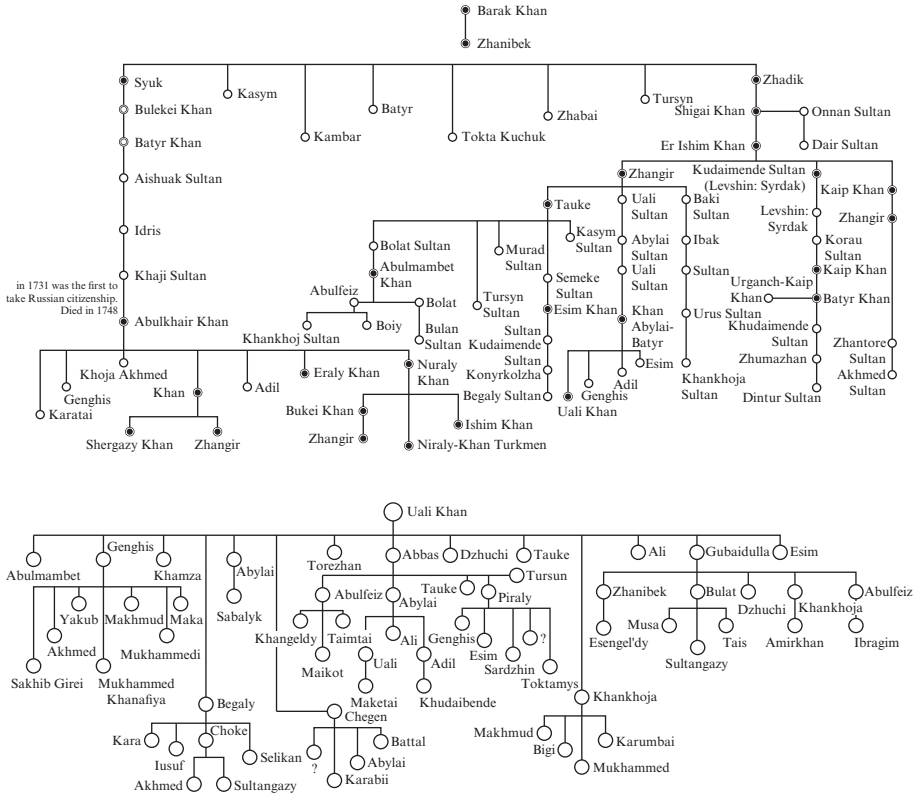 Barak Khan
Zhanibek
Syuk
Kasym
Kambar
Batyr
Tokta Kuchuk
Zhabai
Tursyn
Zhadik
Bulekei Khan
Shigai Khan
Onnan Sultan
Batyr Khan
Er Ishim Khan
Dair Sultan
Aishuak Sultan
Idris
Khaji Sultan
in 1731 was the first to
take Russian citizenship.
Died in 1748
Abulkhair Khan
Zhangir
Kudaimende Sultan
(Levshin: Syrdak)
Kaip Khan
Tauke
Uali
Sultan
Baki
Sultan
Levshin:
Syrdak
Zhangir
Bolat Sultan
Murad
Sultan
Kasym
Sultan
Abylai
Sultan
Ibak
Korau
Sultan
Abulmambet
Khan
Tursyn
Sultan
Semeke
Sultan
Uali
Sultan
Sultan
Kaip Khan
Urgench-Kaip
Khan
Batyr Khan
Abulfeiz
Bolat
Esim Khan
Khan
Abylai-
Batyr
Urus Sultan
Khankhoj Sultan
Boiy
Bulan
Sultan
Sultan
Kudaimende
Sultan
Khudaimende
Sultan
Zhantore
Sultan
Konyrkolzha
Zhumazhan
Akhmed
Sultan
Begaly Sultan
Uali Khan
Genghis
Adil
Esim
Khankhoja
Sultan
Dintur Sultan
Karatai
Genghis
Khoja Akhmed
Khan
Adil
Eraly Khan
Nuraly
Khan
Shergazy Khan
Zhangir
Bukei Khan
Zhangir
Ishim Khan
Niraly-Khan Turkmen
Uali Khan
Abulmambet
Genghis
Khamza
Abylai
Torezhan
Abbas
Dzhuchi
Tauke
Ali
Gubaidulla
Esim
Sabalyk
Tauke
Tursun
Yakub
Makhmud
Maka
Abulfeiz
Abylai
Piraly
Zhanibek
Bulat
Dzhuchi
Khankhoja
Abulfeiz
Akhmed
Mukhammedi
Khangeldy
Taimtai
Ali
Genghis
Esim
Sardzhin
?
Toktamys
Esengel'dy
Musa
Tais
Sultangazy
Amirkhan
Ibragim
Sakhib Girei
Mukhammed
Khanafiya
Maikot
Uali
Adil
Maketai
Khudaibende
Begaly
Chegen
Khankhoja
Kara
Iusuf
Choke
Selikan
?
Battal
Abylai
Karabii
Makhmud
Bigi
Karumbai
Mukhammed
Akhmed
Sultangazy